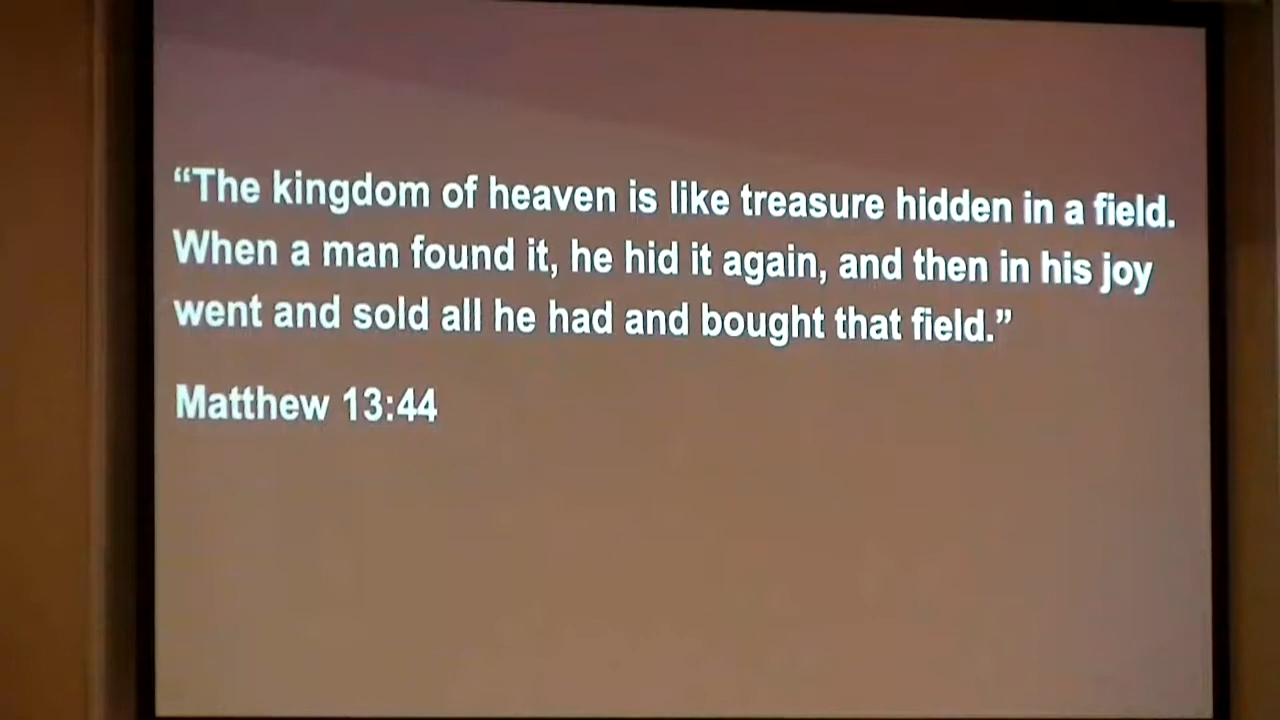 “The kingdom of heaven is like treasure hidden in a field.
When a man found it, he hid it again, and then in his joy
went and sold all he had and bought that field.”
Matthew 13:44